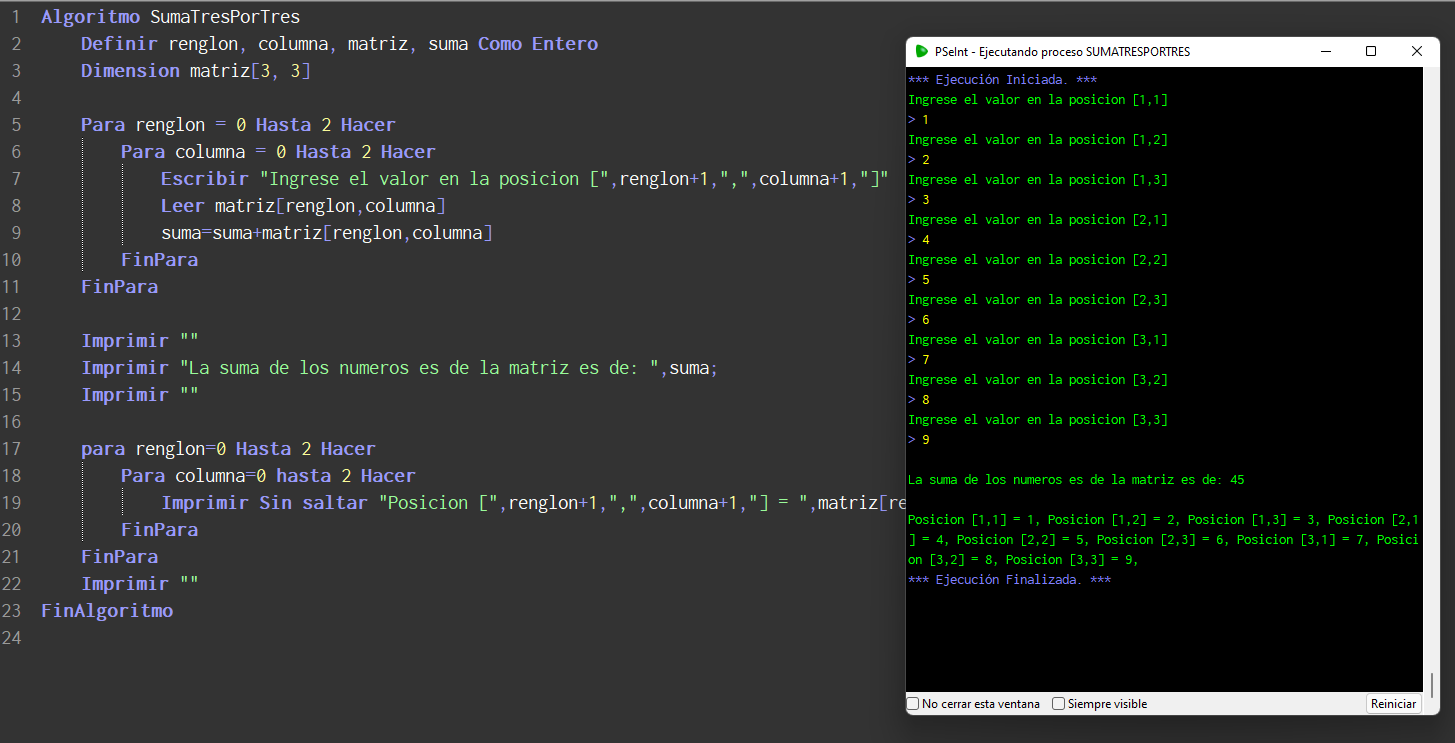 1 Algoritmo SumaTresPorTres
2 Definir renglon, columna, matriz, suma Como Entero
3 Dimension matriz[3, 3]
4
5 Para renglon = 0 Hasta 2 Hacer
6 Para columna = 0 Hasta 2 Hacer
7 Escribir "Ingrese el valor en la posicion [",renglon+1,",",columna+1,"]"
8 Leer matriz[renglon,columna]
9 suma=suma+matriz[renglon,columna]
10 FinPara
11 FinPara
12
13 Imprimir ""
14 Imprimir "La suma de los numeros es de la matriz es de: ",suma;
15 Imprimir ""
16
17 para renglon=0 Hasta 2 Hacer
18 Para columna=0 hasta 2 Hacer
19 Imprimir Sin saltar "Posicion [",renglon+1,",",columna+1,"] = ",matriz[re
20 FinPara
21 FinPara
22 Imprimir ""
23 FinAlgoritmo
24
PSeInt - Ejecutando proceso SUMATRESPORTRES
*** Ejecución Iniciada. ***
Ingrese el valor en la posicion [1,1]
> 1
Ingrese el valor en la posicion [1,2]
> 2
Ingrese el valor en la posicion [1,3]
> 3
Ingrese el valor en la posicion [2,1]
> 4
Ingrese el valor en la posicion [2,2]
> 5
Ingrese el valor en la posicion [2,3]
> 6
Ingrese el valor en la posicion [3,1]
> 7
Ingrese el valor en la posicion [3,2]
> 8
Ingrese el valor en la posicion [3,3]
> 9
La suma de los numeros es de la matriz es de: 45
Posicion [1,1] = 1, Posicion [1,2] = 2, Posicion [1,3] = 3, Posicion [2,1
] = 4, Posicion [2,2] = 5, Posicion [2,3] = 6, Posicion [3,1] = 7, Posici
on [3,2] = 8, Posicion [3,3] = 9,
*** Ejecución Finalizada. ***
No cerrar esta ventana Siempre visible Reiniciar